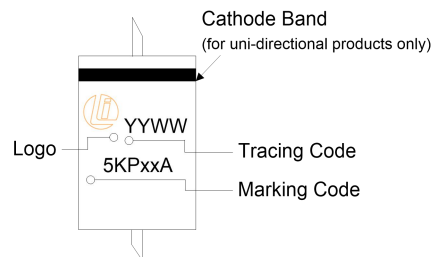 Cathode Band
(for uni-directional products only)
YYWW
Logo
Tracing Code
5KPxxA
Marking Code